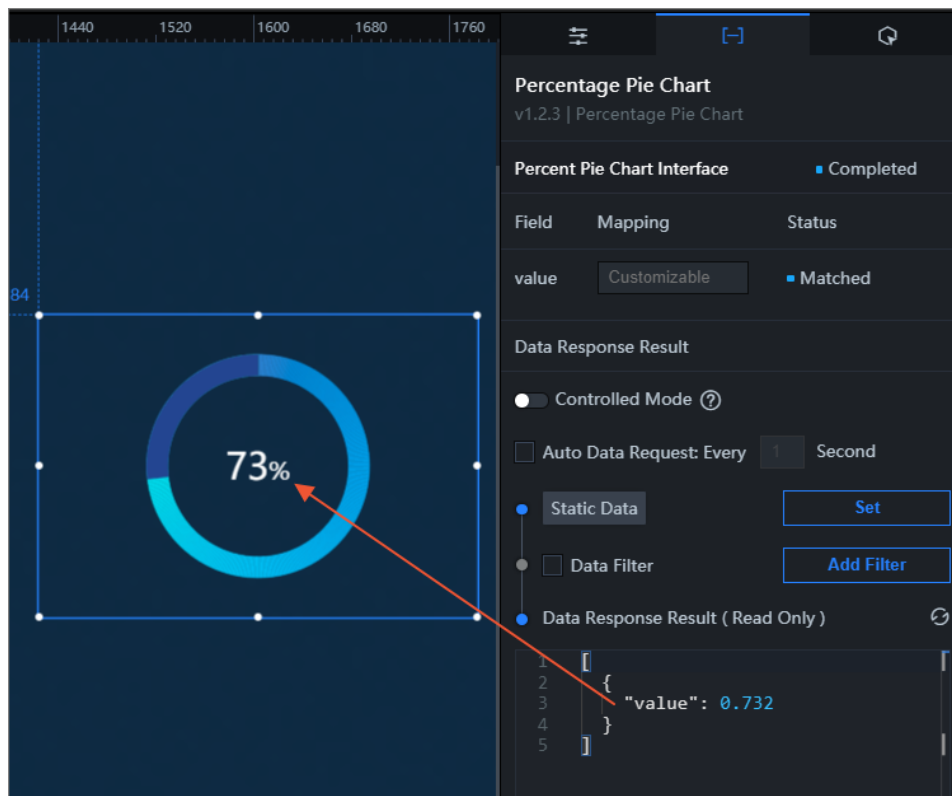 1440 1520 1600 1680 1760
84
73%
Percentage Pie Chart
v1.2.3 | Percentage Pie Chart
Percent Pie Chart Interface Completed
Field Mapping Status
value Customizable Matched
Data Response Result
Controlled Mode ?
Auto Data Request: Every 1 Second
Static Data Set
Data Filter Add Filter
Data Response Result ( Read Only )
1 [
2 {
3 "value": 0.732
4 }
5 ]